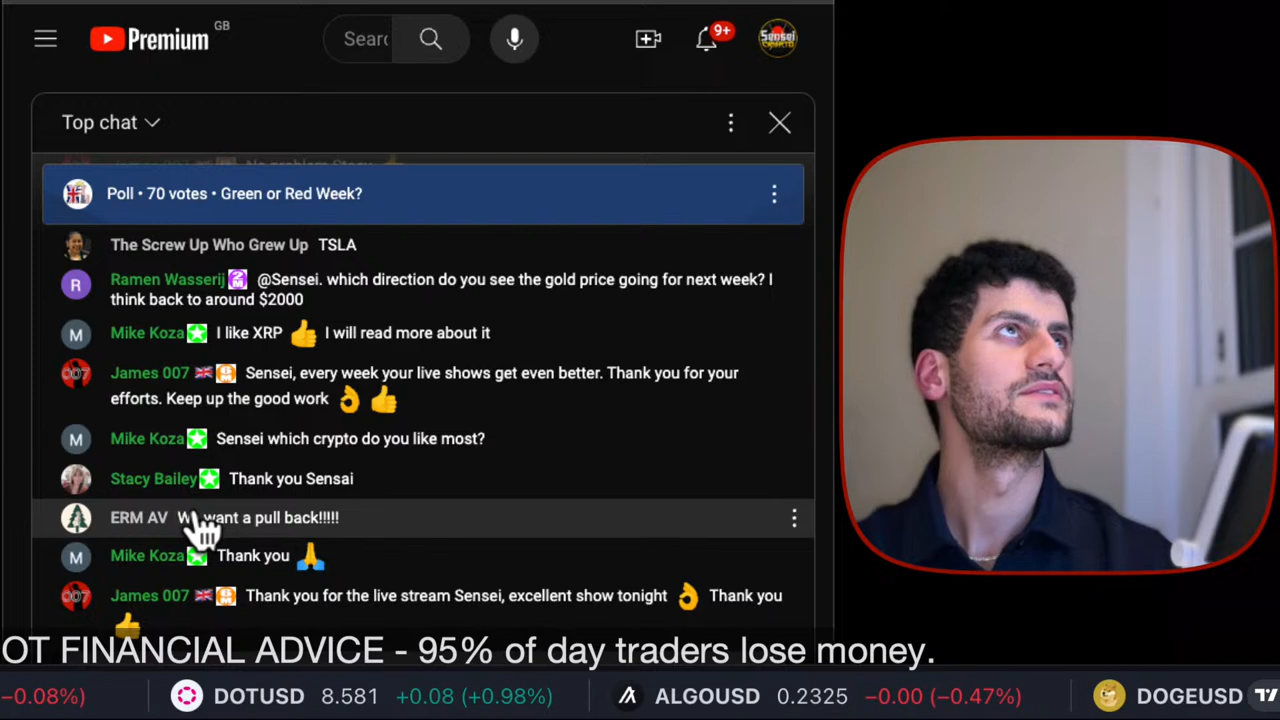 Premium GB
Sear
9+
Sensei
Top chat
Poll • 70 votes • Green or Red Week?
The Screw Up Who Grew Up TSLA
R Ramen Wasserij @Sensei. which direction do you see the gold price going for next week? I
think back to around $2000
M Mike Koza I like XRP 👍 I will read more about it
007 James 007 🇬🇧 Sensei, every week your live shows get even better. Thank you for your
efforts. Keep up the good work 👌 👍
M Mike Koza Sensei which crypto do you like most?
Stacy Bailey Thank you Sensai
ERM AV want a pull back!!!!!
M Mike Koza Thank you 🙏
007 James 007 🇬🇧 Thank you for the live stream Sensei, excellent show tonight 👌 Thank you
👍
OT FINANCIAL ADVICE - 95% of day traders lose money.
−0.08%) DOTUSD 8.581 +0.08 (+0.98%) ALGOUSD 0.2325 −0.00 (−0.47%) DOGEUSD